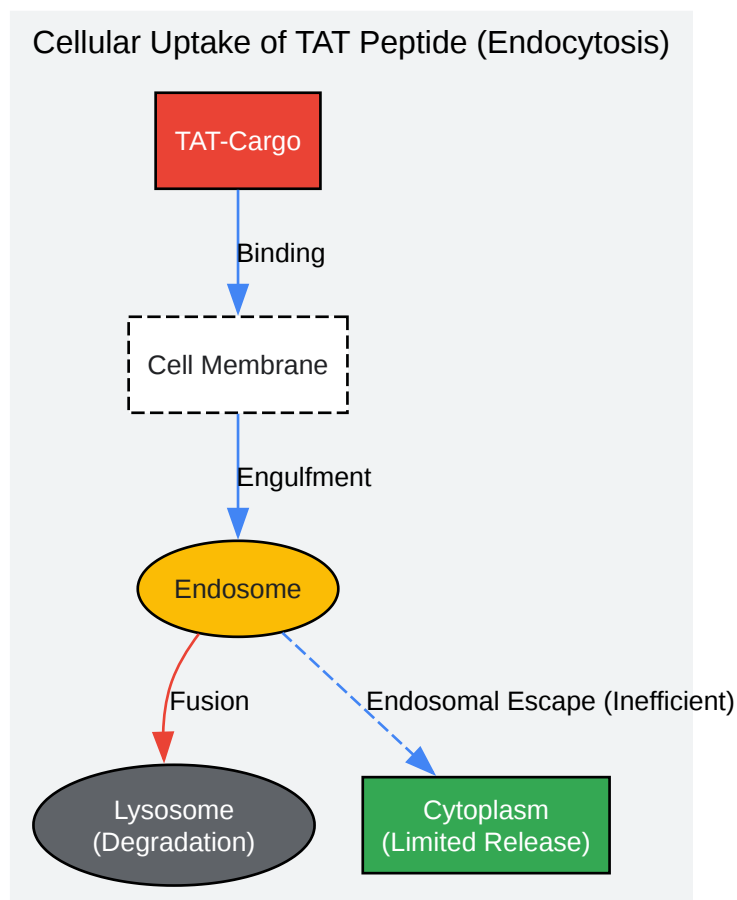 Cellular Uptake of TAT Peptide (Endocytosis)
TAT-Cargo
Binding
Cell Membrane
Engulfment
Endosome
Fusion
Endosomal Escape (Inefficient)
Lysosome
(Degradation)
Cytoplasm
(Limited Release)